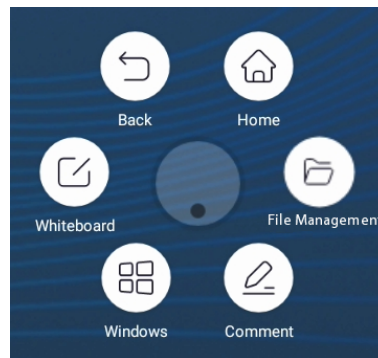 Back
Home
Whiteboard
File Managemen
Windows
Comment